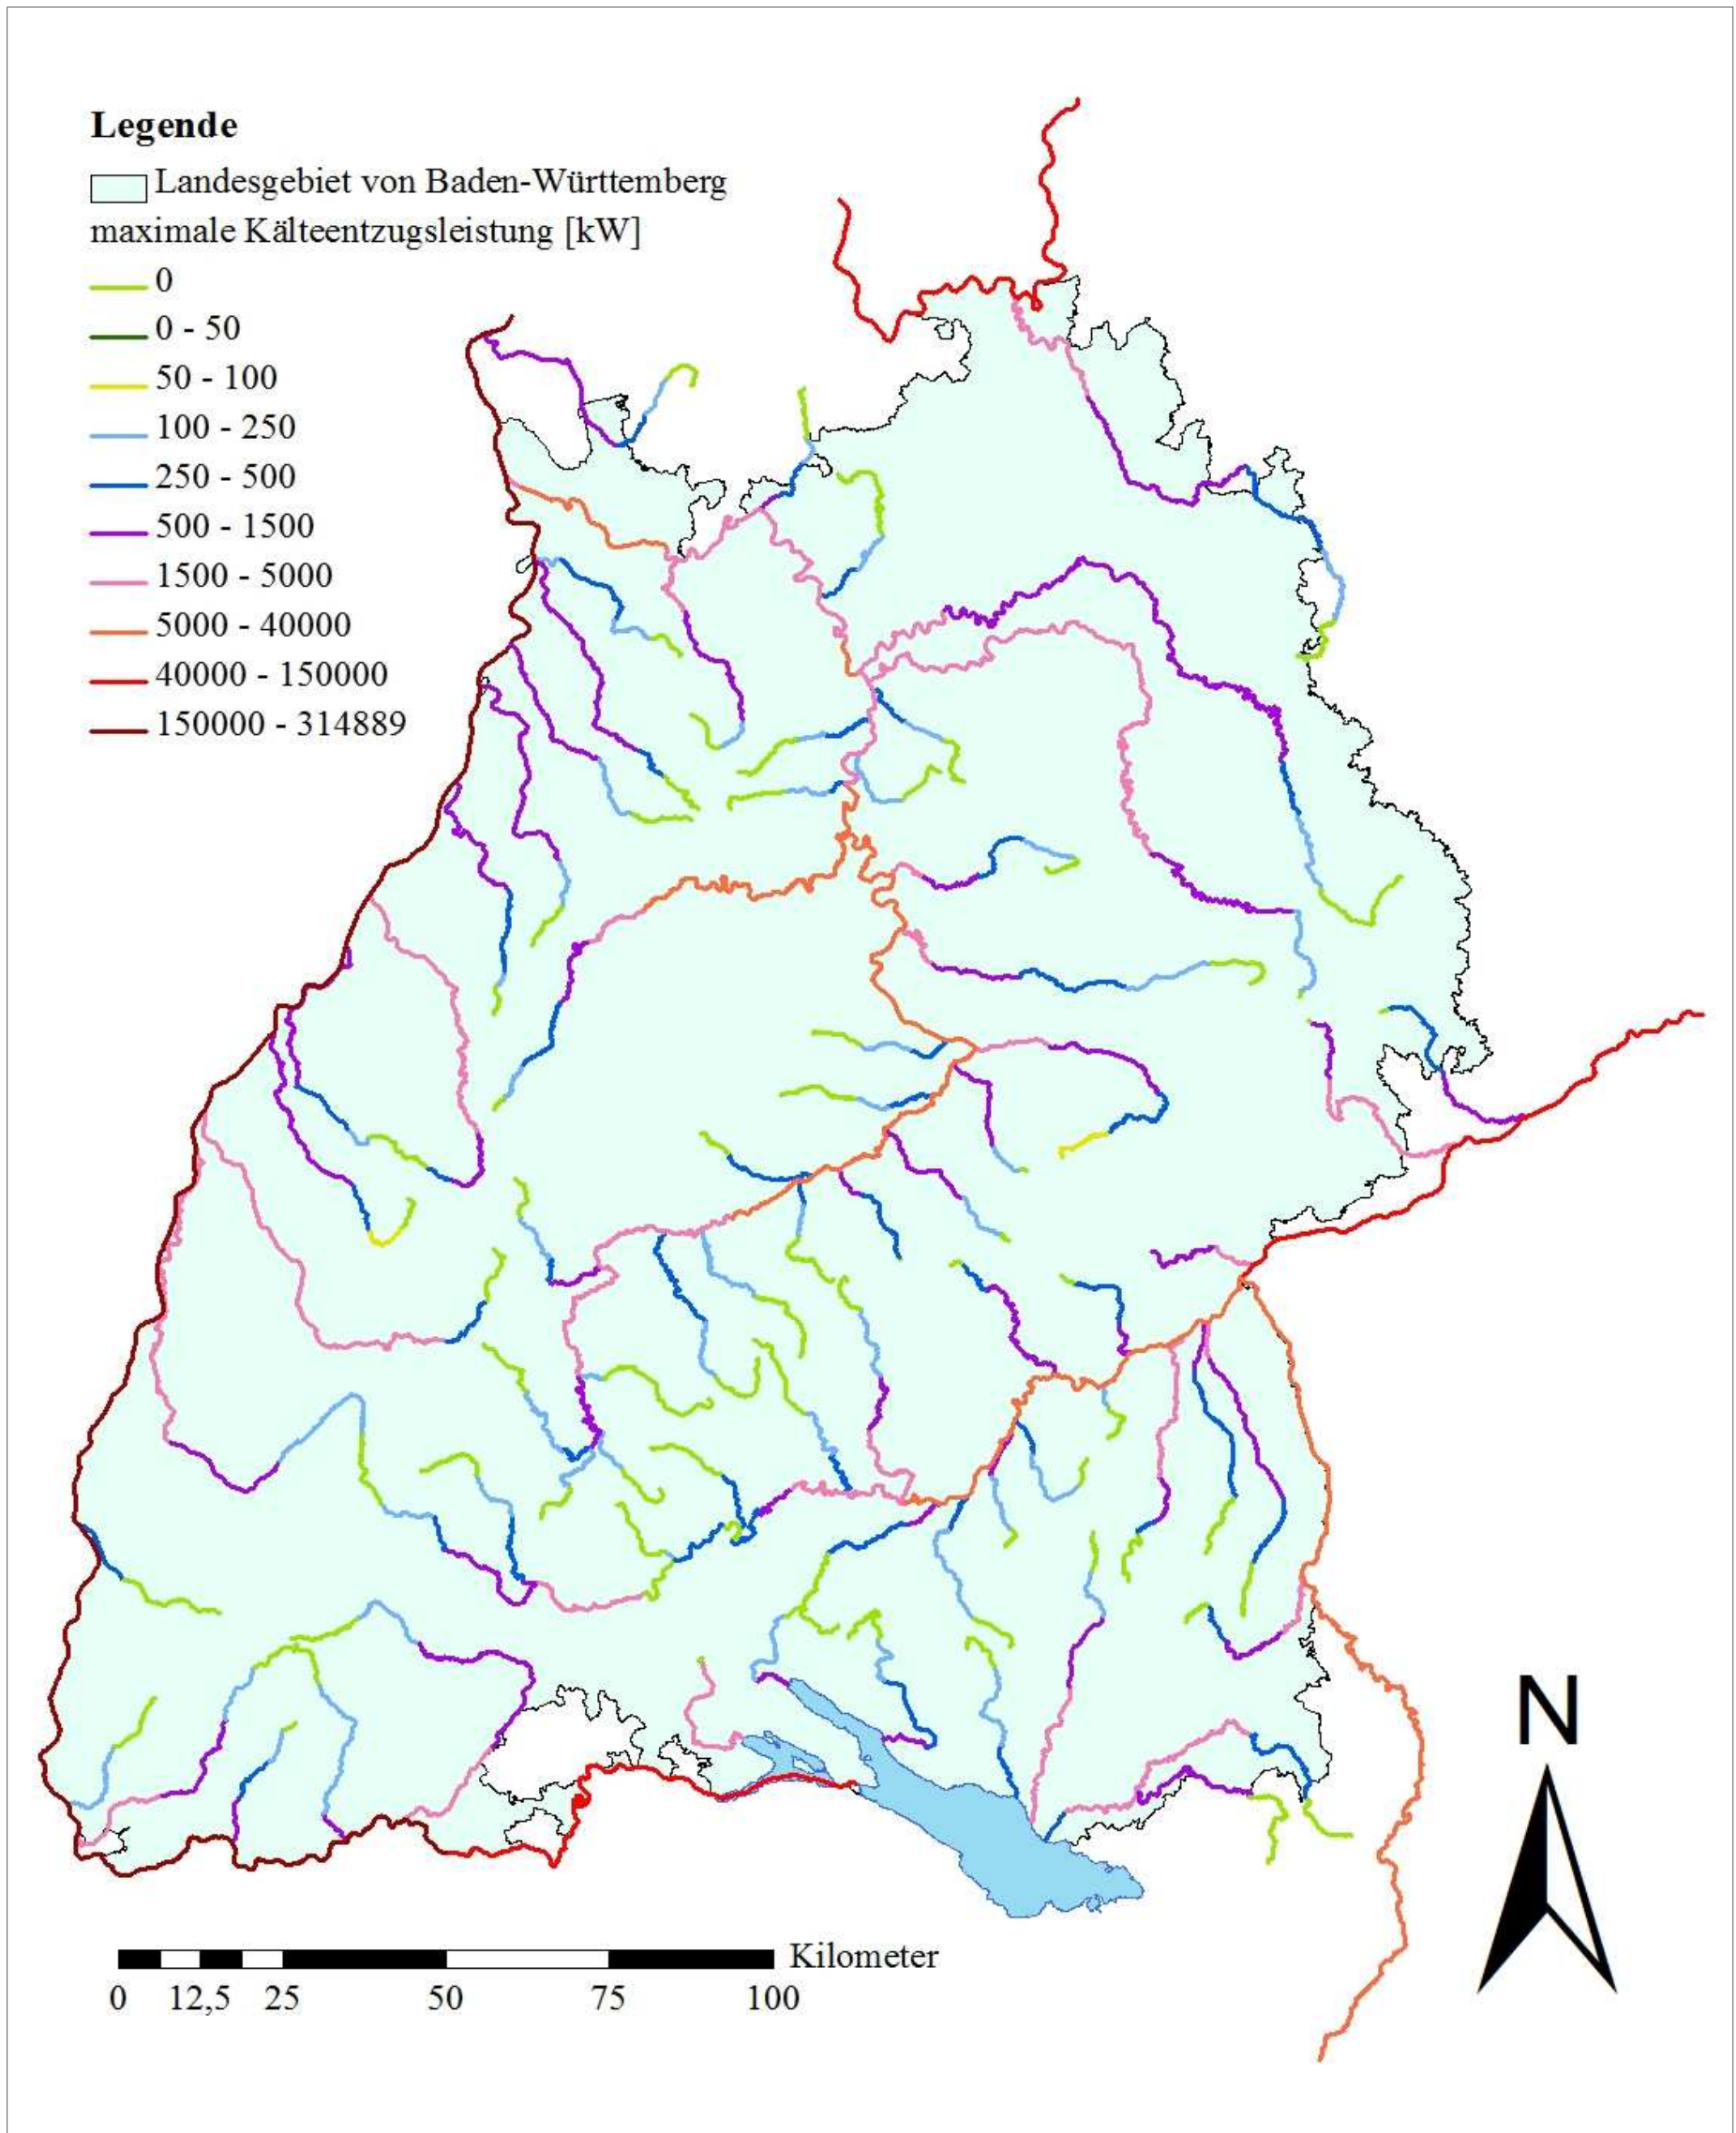 Legende
Landesgebiet von Baden-Württemberg
maximale Kälteentzugsleistung [kW]
0
0 - 50
50 - 100
100 - 250
250 - 500
500 - 1500
1500 - 5000
5000 - 40000
40000 - 150000
150000 - 314889
N
Kilometer
0 12,5 25 50 75 100